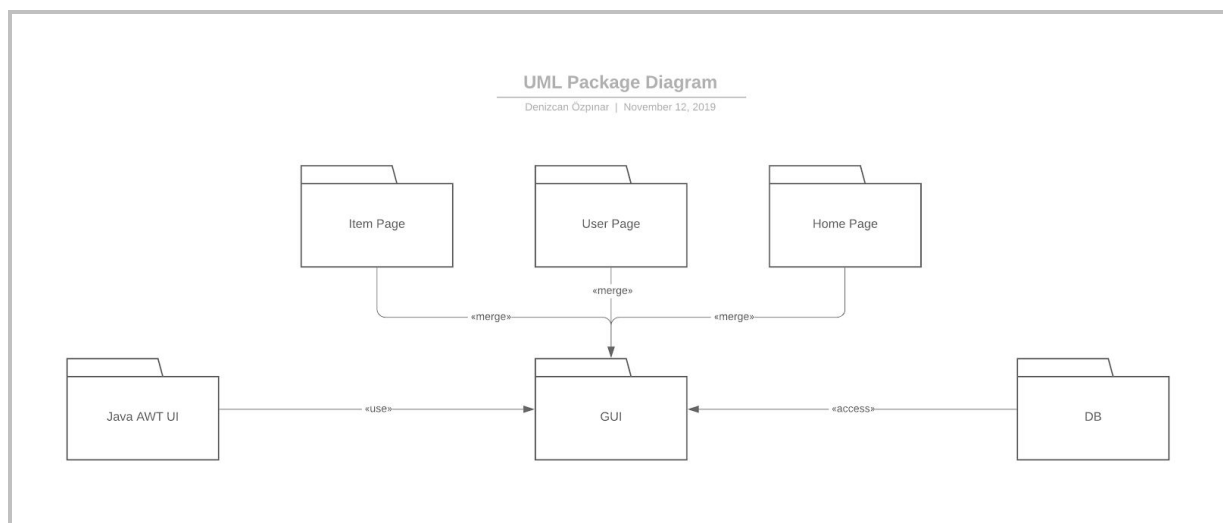 UML Package Diagram
Denizcan Özpınar | November 12, 2019
Item Page
User Page
Home Page
«merge»
«merge»
«merge»
Java AWT UI
«use»
GUI
«access»
DB